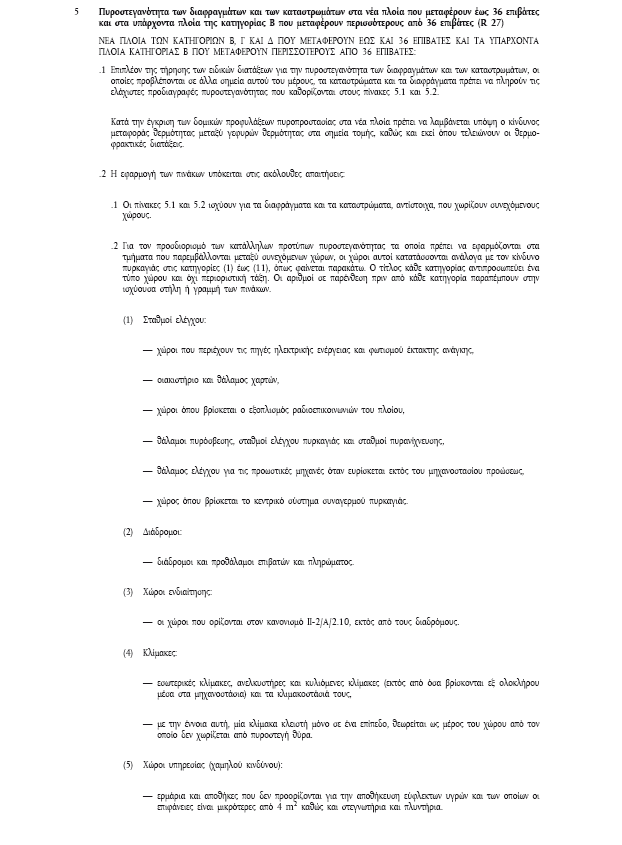 5 Πυροστεγανότητα των διαφραγμάτων και των καταστρωμάτων στα νέα πλοία που μεταφέρουν έως 36 επιβάτες
και στα υπάρχοντα πλοία της κατηγορίας Β που μεταφέρουν περισσότερους από 36 επιβάτες (R 27)
ΝΕΑ ΠΛΟΙΑ ΤΩΝ ΚΑΤΗΓΟΡΙΩΝ Β, Γ ΚΑΙ Δ ΠΟΥ ΜΕΤΑΦΕΡΟΥΝ ΕΩΣ ΚΑΙ 36 ΕΠΙΒΑΤΕΣ ΚΑΙ ΤΑ ΥΠΑΡΧΟΝΤΑ
ΠΛΟΙΑ ΚΑΤΗΓΟΡΙΑΣ Β ΠΟΥ ΜΕΤΑΦΕΡΟΥΝ ΠΕΡΙΣΣΟΤΕΡΟΥΣ ΑΠΟ 36 ΕΠΙΒΑΤΕΣ:
.1 Επιπλέον της τήρησης των ειδικών διατάξεων για την πυροστεγανότητα των διαφραγμάτων και των καταστρωμάτων, οι
οποίες προβλέπονται σε άλλα σημεία αυτού του μέρους, τα καταστρώματα και τα διαφράγματα πρέπει να πληρούν τις
ελάχιστες προδιαγραφές πυροστεγανότητας που καθορίζονται στους πίνακες 5.1 και 5.2.
Κατά την έγκριση των δομικών προφυλάξεων πυροπροστασίας στα νέα πλοία πρέπει να λαμβάνεται υπόψη ο κίνδυνος
μεταφοράς θερμότητας μεταξύ γεφυρών θερμότητας στα σημεία τομής, καθώς και εκεί όπου τελειώνουν οι θερμο-
φρακτικές διατάξεις.
.2 Η εφαρμογή των πινάκων υπόκειται στις ακόλουθες απαιτήσεις:
.1 Οι πίνακες 5.1 και 5.2 ισχύουν για τα διαφράγματα και τα καταστρώματα, αντίστοιχα, που χωρίζουν συνεχόμενους
χώρους.
.2 Για τον προσδιορισμό των κατάλληλων προτύπων πυροστεγανότητας τα οποία πρέπει να εφαρμόζονται στα
τμήματα που παρεμβάλλονται μεταξύ συνεχόμενων χώρων, οι χώροι αυτοί κατατάσσονται ανάλογα με τον κίνδυνο
πυρκαγιάς στις κατηγορίες (1) έως (11), όπως φαίνεται παρακάτω. Ο τίτλος κάθε κατηγορίας αντιπροσωπεύει ένα
τύπο χώρου και όχι περιοριστική τάξη. Οι αριθμοί σε παρένθεση πριν από κάθε κατηγορία παραπέμπουν στην
ισχύουσα στήλη ή γραμμή των πινάκων.
(1) Σταθμοί ελέγχου:
— χώροι που περιέχουν τις πηγές ηλεκτρικής ενέργειας και φωτισμού έκτακτης ανάγκης,
— οιακιστήριο και θάλαμος χαρτών,
— χώροι όπου βρίσκεται ο εξοπλισμός ραδιοεπικοινωνιών του πλοίου,
— θάλαμοι πυρόσβεσης, σταθμοί ελέγχου πυρκαγιάς και σταθμοί πυρανίχνευσης,
— θάλαμος ελέγχου για τις προωστικές μηχανές όταν ευρίσκεται εκτός του μηχανοστασίου προώσεως,
— χώρος όπου βρίσκεται το κεντρικό σύστημα συναγερμού πυρκαγιάς.
(2) Διάδρομοι:
— διάδρομοι και προθάλαμοι επιβατών και πληρώματος.
(3) Χώροι ενδιαίτησης:
— οι χώροι που ορίζονται στον κανονισμό II-2/A/2.10, εκτός από τους διαδρόμους.
(4) Κλίμακες:
— εσωτερικές κλίμακες, ανελκυστήρες και κυλιόμενες κλίμακες (εκτός από όσα βρίσκονται εξ ολοκλήρου
μέσα στα μηχανοστάσια) και τα κλιμακοστάσιά τους,
— με την έννοια αυτή, μία κλίμακα κλειστή μόνο σε ένα επίπεδο, θεωρείται ως μέρος του χώρου από τον
οποίο δεν χωρίζεται από πυροστεγή θύρα.
(5) Χώροι υπηρεσίας (χαμηλού κινδύνου):
— ερμάρια και αποθήκες που δεν προορίζονται για την αποθήκευση εύφλεκτων υγρών και των οποίων οι
επιφάνειες είναι μικρότερες από 4 m² καθώς και στεγνωτήρια και πλυντήρια.